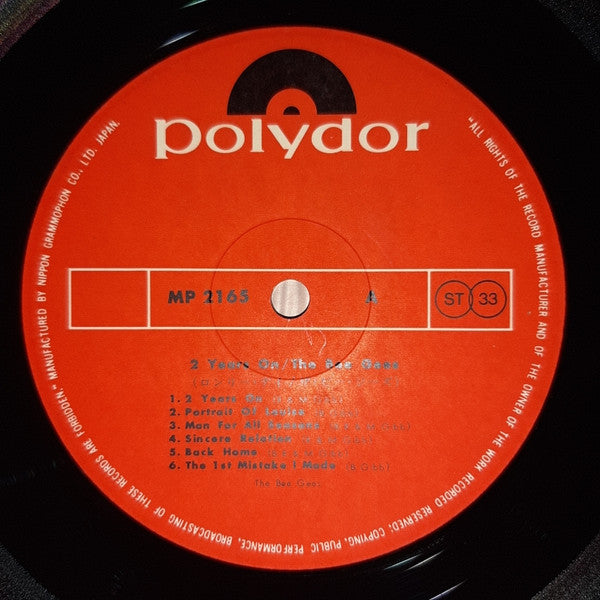 polydor
MP 2165
A
ST 33
2 Years On/The Bee Gees
1. 2 Years On
2. Portrait Of Louise
3. Man For All Seasons
4. Sincere Relation
5. Back Home
6. The 1st Mistake I Made (B. Gibb)
The Bee Gees
"ALL RIGHTS OF THE RECORD MANUFACTURER AND OF THE OWNER OF THE WORK RECORDED RESERVED; COPYING, PUBLIC PERFORMANCE, BROADCASTING OF THESE RECORDS ARE FORBIDDEN." MANUFACTURED BY NIPPON GRAMMOPHON CO., LTD. JAPAN.